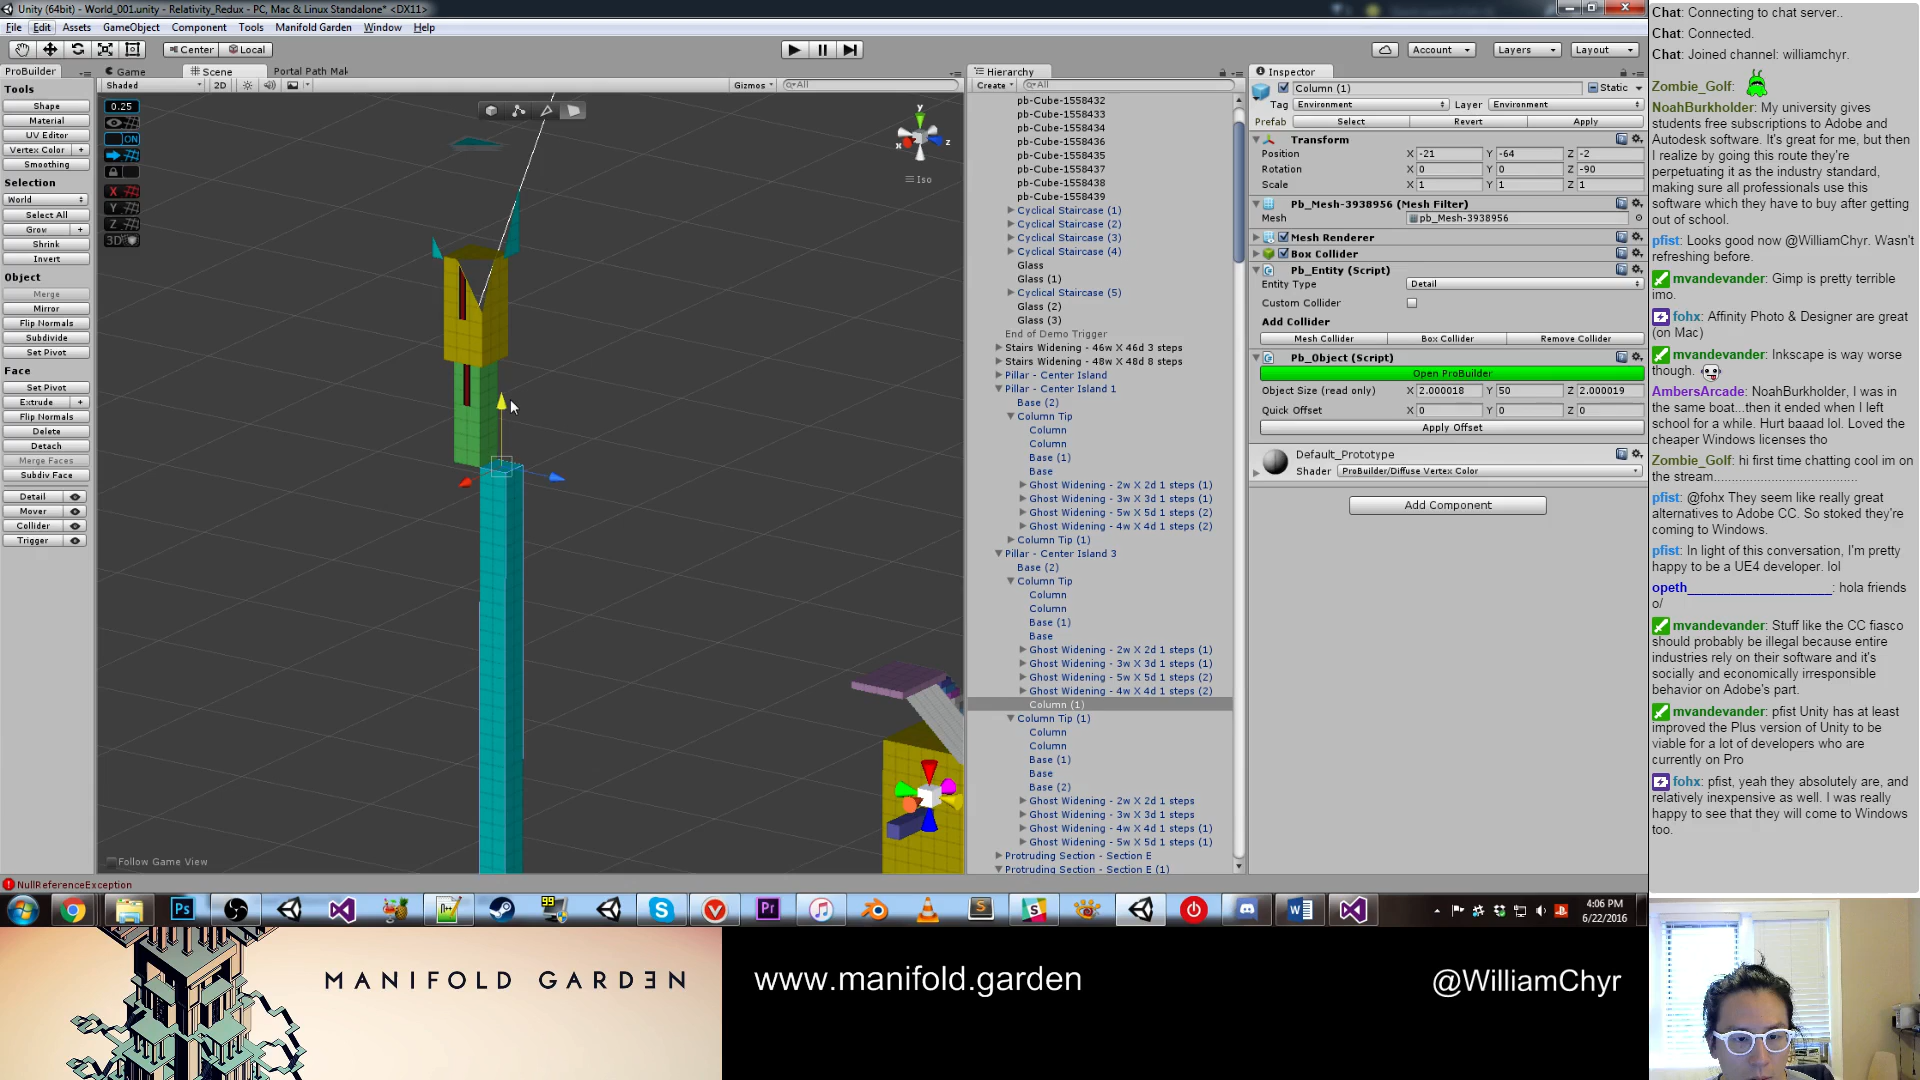 Unity (64bit) - World_001.unity - Relativity_Redux - PC, Mac & Linux Standalone* <DX11>
File Edit Assets GameObject Component Tools Manifold Garden Window Help
Center Local
Account Layers Layout
ProBuilder
Tools
Shape
Material
UV Editor
Vertex Color +
Smoothing
Selection
World
Select All
Grow +
Shrink
Invert
Object
Merge
Mirror
Flip Normals
Subdivide
Set Pivot
Face
Set Pivot
Extrude +
Flip Normals
Delete
Detach
Merge Faces
Subdiv Face
Detail
Mover
Collider
Trigger
Game Scene Portal Path Mak
Shaded 2D Gizmos All
0.25
ON
X
Y
Z
3D
y
x z
Iso
Follow Game View
Hierarchy
Create All
pb-Cube-1558432
pb-Cube-1558433
pb-Cube-1558434
pb-Cube-1558436
pb-Cube-1558435
pb-Cube-1558437
pb-Cube-1558438
pb-Cube-1558439
Cyclical Staircase (1)
Cyclical Staircase (2)
Cyclical Staircase (3)
Cyclical Staircase (4)
Glass
Glass (1)
Cyclical Staircase (5)
Glass (2)
Glass (3)
End of Demo Trigger
Stairs Widening - 46w X 46d 3 steps
Stairs Widening - 48w X 48d 8 steps
Pillar - Center Island
Pillar - Center Island 1
Base (2)
Column Tip
Column
Column
Base (1)
Base
Ghost Widening - 2w X 2d 1 steps (1)
Ghost Widening - 3w X 3d 1 steps (1)
Ghost Widening - 5w X 5d 1 steps (2)
Ghost Widening - 4w X 4d 1 steps (2)
Column Tip (1)
Pillar - Center Island 3
Base (2)
Column Tip
Column
Column
Base (1)
Base
Ghost Widening - 2w X 2d 1 steps (1)
Ghost Widening - 3w X 3d 1 steps (1)
Ghost Widening - 5w X 5d 1 steps (2)
Ghost Widening - 4w X 4d 1 steps (2)
Column (1)
Column Tip (1)
Column
Column
Base (1)
Base
Base (2)
Ghost Widening - 2w X 2d 1 steps
Ghost Widening - 3w X 3d 1 steps
Ghost Widening - 4w X 4d 1 steps (1)
Ghost Widening - 5w X 5d 1 steps (1)
Protruding Section - Section E
Protruding Section - Section E (1)
Inspector
Column (1) Static
Tag Environment Layer Environment
Prefab Select Revert Apply
Transform
Position X -21 Y -64 Z -2
Rotation X 0 Y 0 Z -90
Scale X 1 Y 1 Z 1
Pb_Mesh-3938956 (Mesh Filter)
Mesh pb_Mesh-3938956
Mesh Renderer
Box Collider
Pb_Entity (Script)
Entity Type Detail
Custom Collider
Add Collider
Mesh Collider Box Collider Remove Collider
Pb_Object (Script)
Open ProBuilder
Object Size (read only) X 2.000018 Y 50 Z 2.000019
Quick Offset X 0 Y 0 Z 0
Apply Offset
Default_Prototype
Shader ProBuilder/Diffuse Vertex Color
Add Component
NullReferenceException
Ps
99
Pr
W
4:06 PM
6/22/2016
Chat: Connecting to chat server..
Chat: Connected.
Chat: Joined channel: williamchyr.
Zombie_Golf:
NoahBurkholder: My university gives
students free subscriptions to Adobe and
Autodesk software. It's great for me, but then
I realize by going this route they're
perpetuating it as the industry standard,
making sure all professionals use this
software which they have to buy after getting
out of school.
pfist: Looks good now @WilliamChyr. Wasn't
refreshing before.
mvandevander: Gimp is pretty terrible
imo.
fohx: Affinity Photo & Designer are great
(on Mac)
mvandevander: Inkscape is way worse
though.
AmbersArcade: NoahBurkholder, I was in
the same boat...then it ended when I left
school for a while. Hurt baaad lol. Loved the
cheaper Windows licenses tho
Zombie_Golf: hi first time chatting cool im on
the stream.......................................
pfist: @fohx They seem like really great
alternatives to Adobe CC. So stoked they're
coming to Windows.
pfist: In light of this conversation, I'm pretty
happy to be a UE4 developer. lol
opeth_____________________: hola friends
o/
mvandevander: Stuff like the CC fiasco
should probably be illegal because entire
industries rely on their software and it's
socially and economically irresponsible
behavior on Adobe's part.
mvandevander: pfist Unity has at least
improved the Plus version of Unity to be
viable for a lot of developers who are
currently on Pro
fohx: pfist, yeah they absolutely are, and
relatively inexpensive as well. I was really
happy to see that they will come to Windows
too.
MANIFOLD GARDƎN
www.manifold.garden
@WilliamChyr